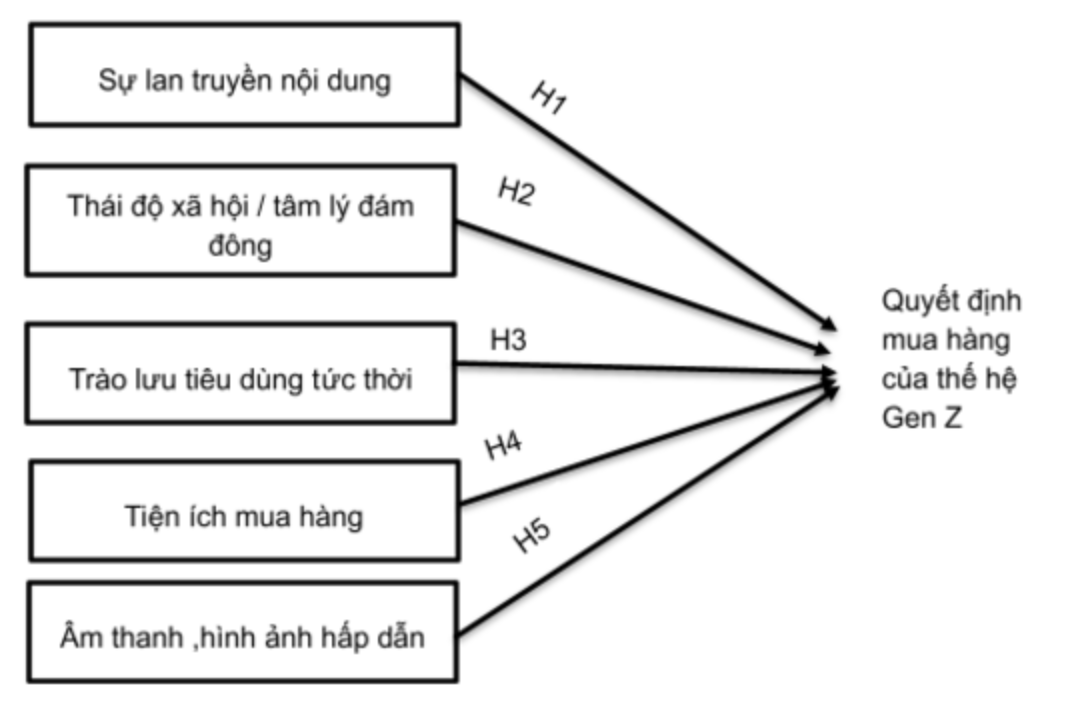 Sự lan truyền nội dung
H1
Thái độ xã hội / tâm lý đám
đông
H2
Trào lưu tiêu dùng tức thời
H3
Tiện ích mua hàng
H4
Âm thanh ,hình ảnh hấp dẫn
H5
Quyết định
mua hàng
của thế hệ
Gen Z